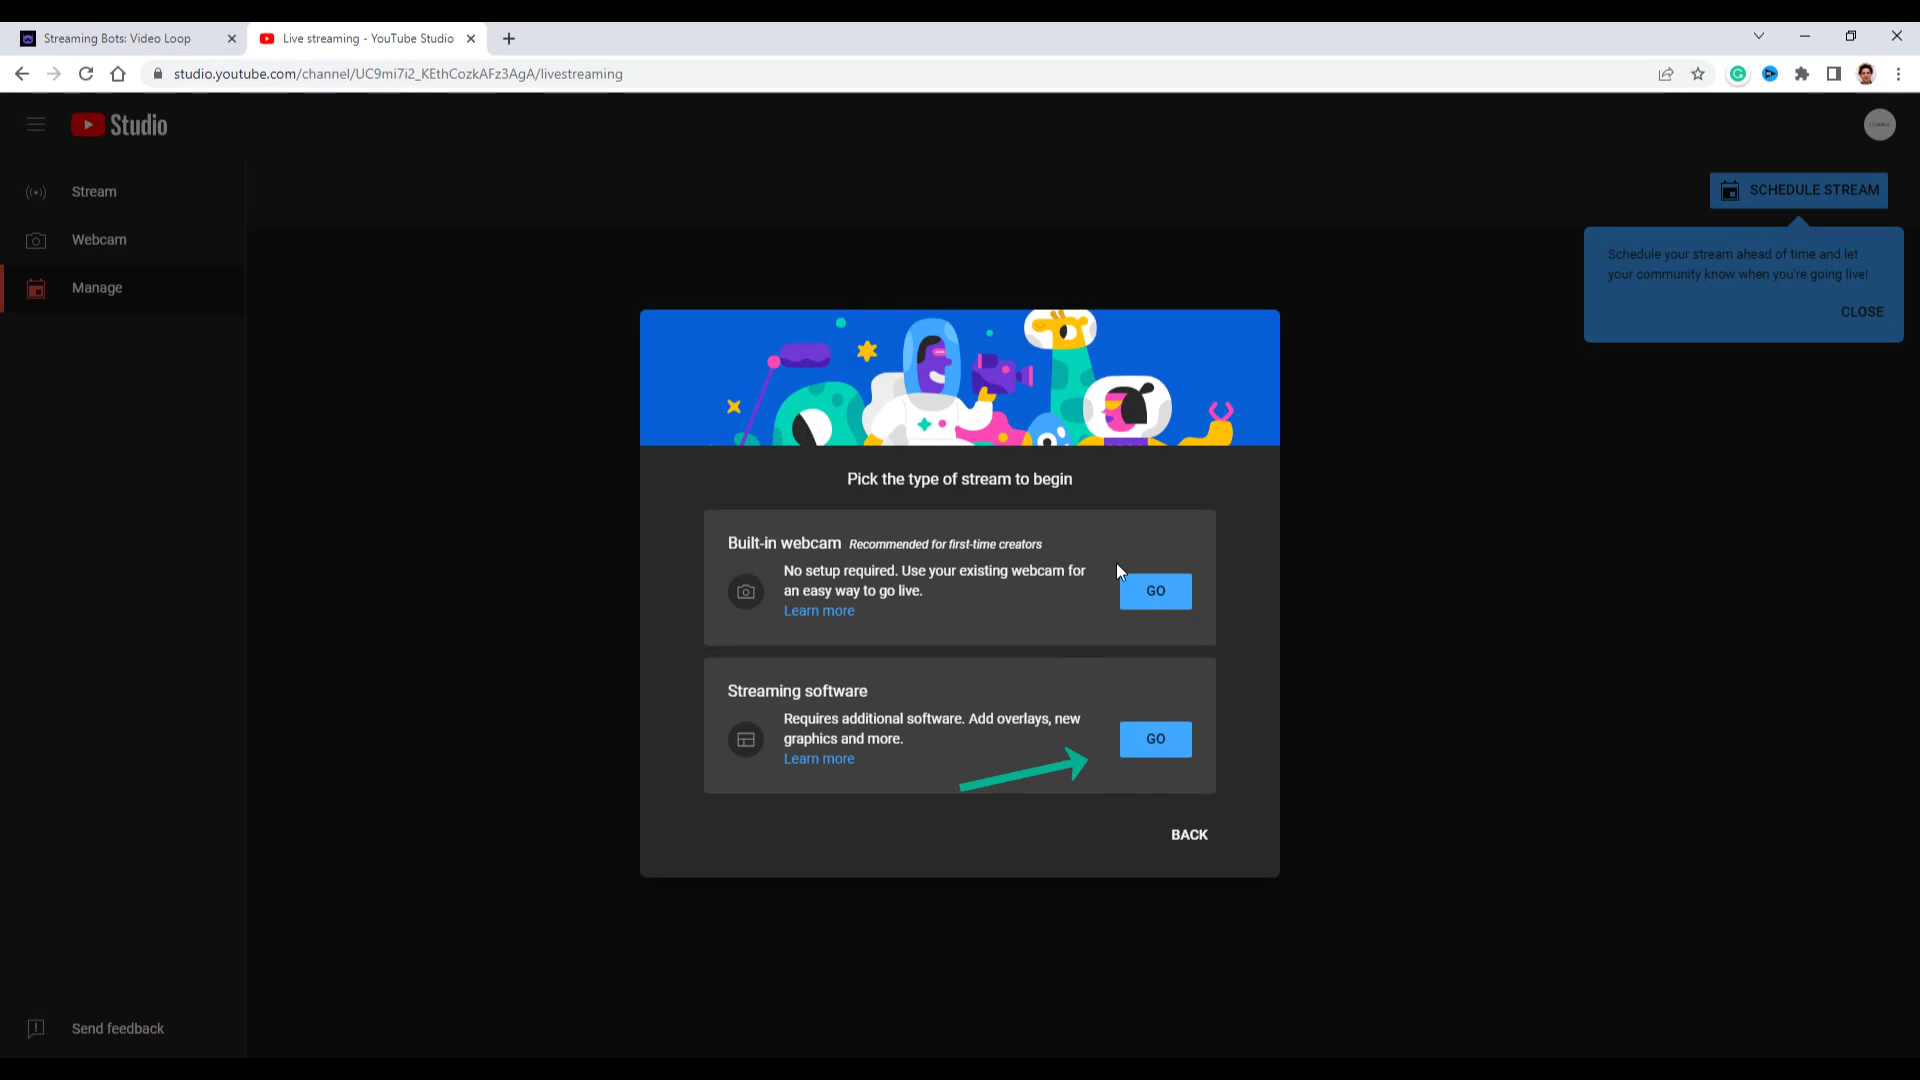 Streaming Bots: Video Loop
Live streaming - YouTube Studio
studio.youtube.com/channel/UC9mi7i2_KEthCozkAFz3AgA/livestreaming
Studio
Stream
Webcam
Manage
SCHEDULE STREAM
Schedule your stream ahead of time and let
your community know when you're going live!
CLOSE
Pick the type of stream to begin
Built-in webcam Recommended for first-time creators
No setup required. Use your existing webcam for
an easy way to go live.
Learn more
GO
Streaming software
Requires additional software. Add overlays, new
graphics and more.
Learn more
GO
BACK
Send feedback